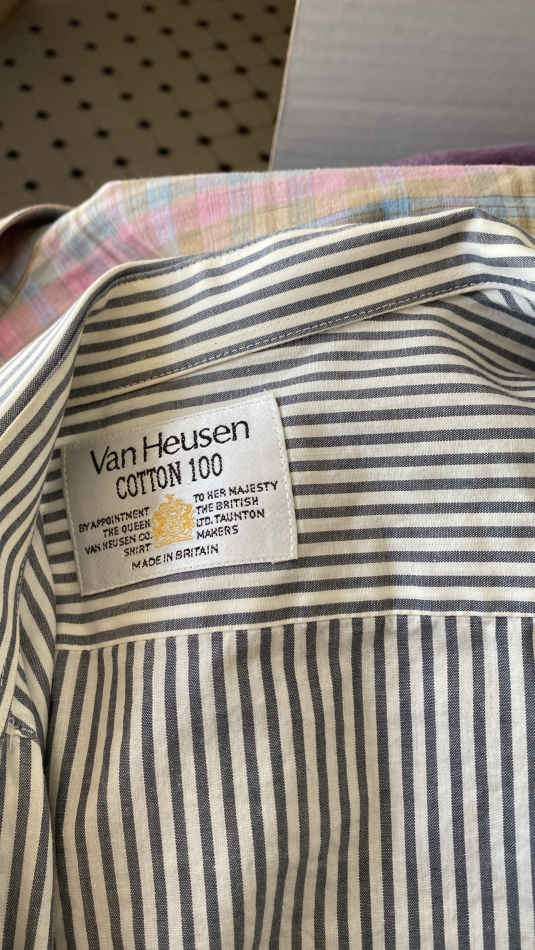 Van Heusen
COTTON 100
BY APPOINTMENT TO HER MAJESTY
THE QUEEN THE BRITISH
VAN HEUSEN CO. LTD. TAUNTON
SHIRT MAKERS
MADE IN BRITAIN